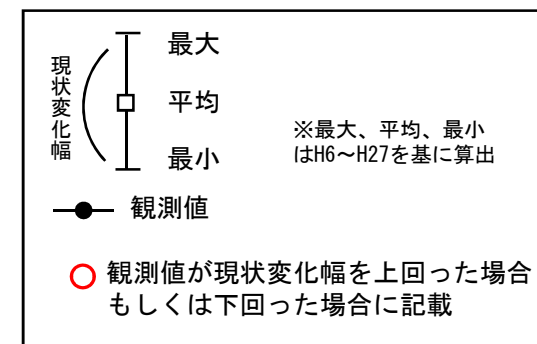 現状変化幅
最大
平均
最小
※最大、平均、最小
はH6～H27を基に算出
観測値
観測値が現状変化幅を上回った場合
もしくは下回った場合に記載